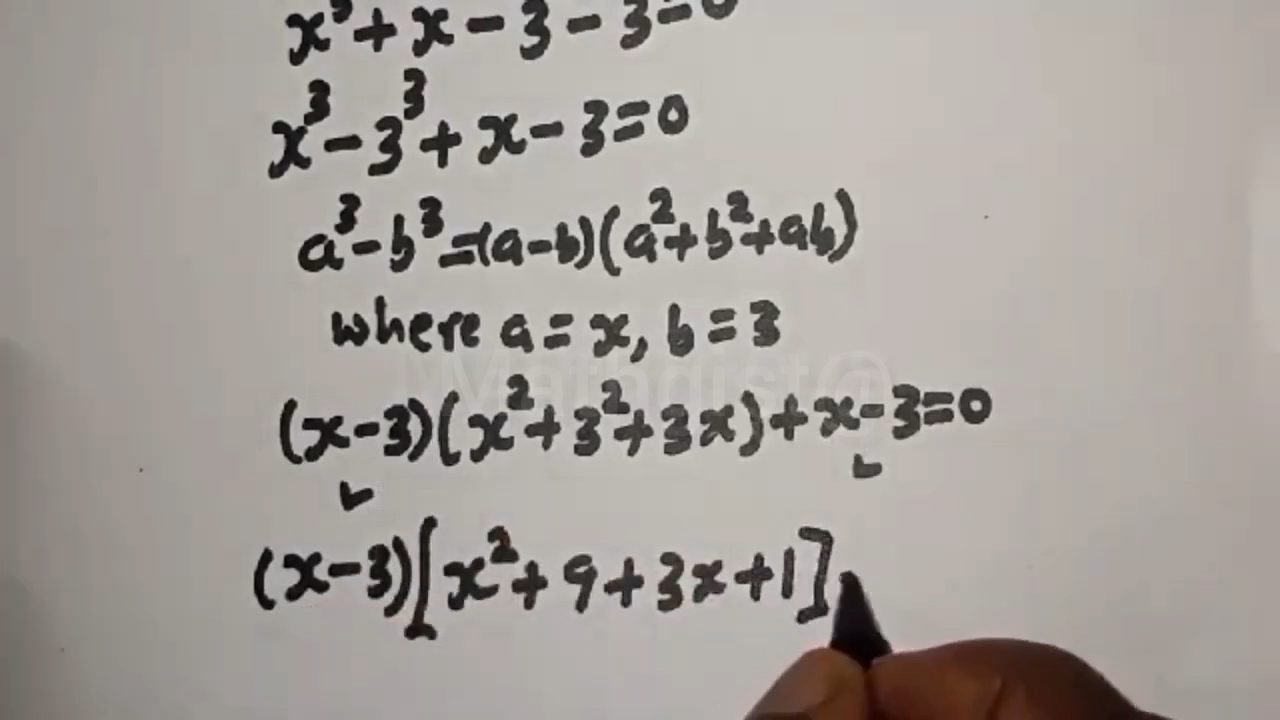 x³+x-3-3=0
x³-3³+x-3=0
a³-b³=(a-b)(a²+b²+ab)
where a=x, b=3
Mathgist@
(x-3)(x²+3²+3x)+x-3=0
(x-3)[x²+9+3x+1]